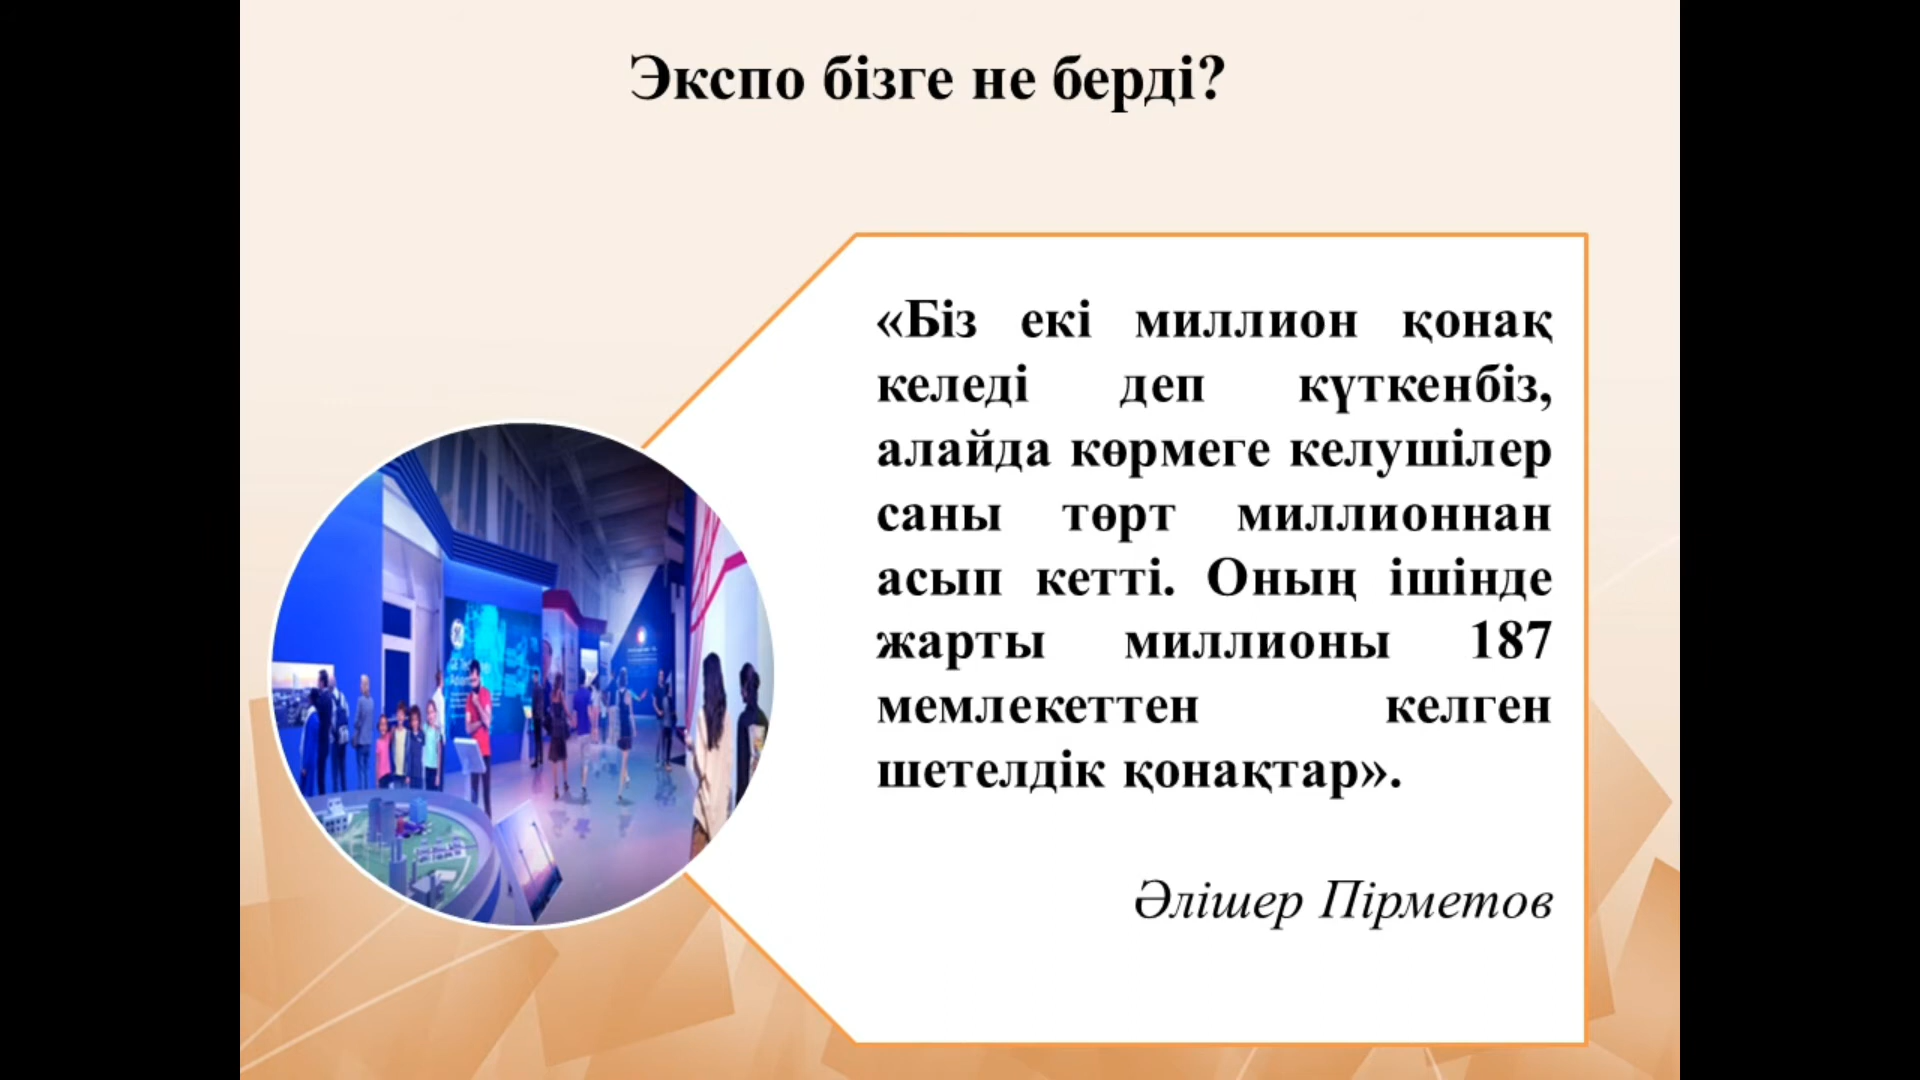 Экспо бізге не берді?
«Біз екі миллион қонақ
келеді деп күткенбіз,
алайда көрмеге келушілер
саны төрт миллионнан
асып кетті. Оның ішінде
жарты миллионы 187
мемлекеттен келген
шетелдік қонақтар».
Әлішер Пірметов